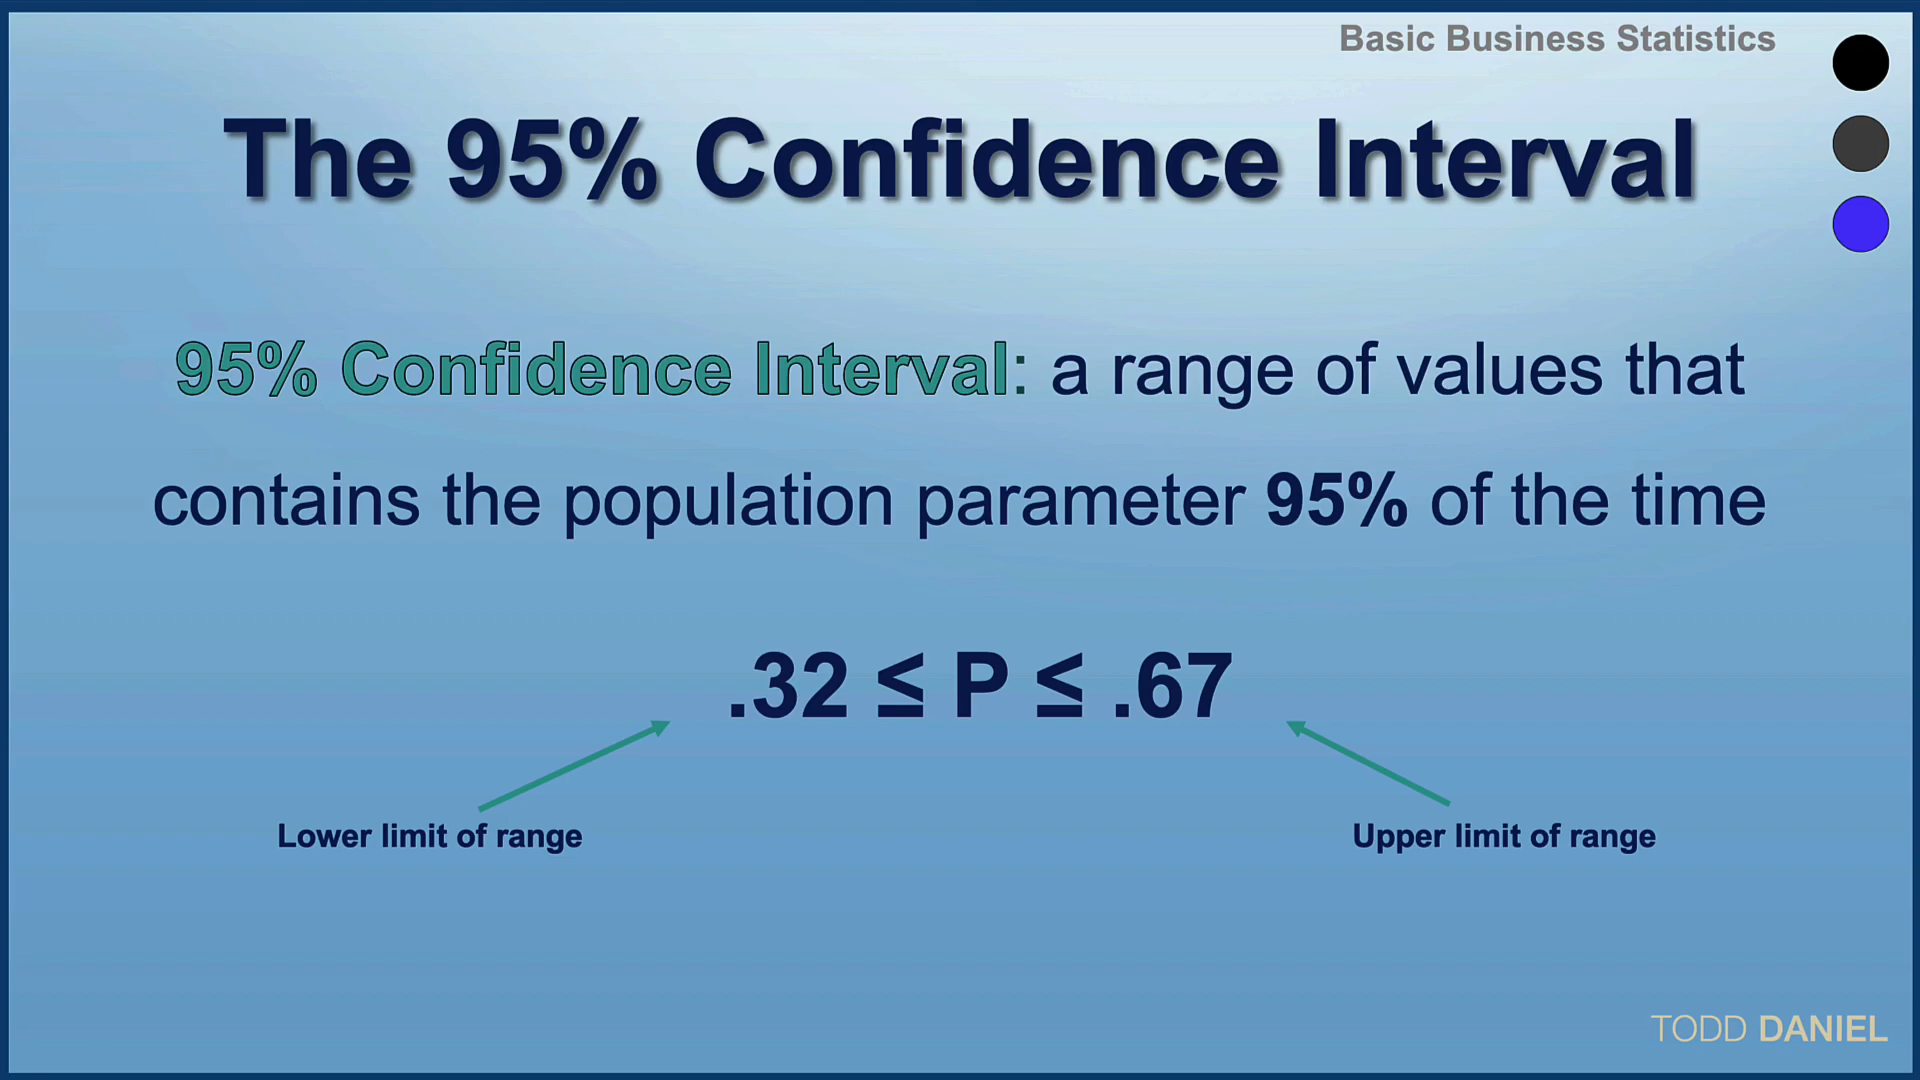 Basic Business Statistics
The 95% Confidence Interval
95% Confidence Interval: a range of values that
contains the population parameter 95% of the time
.32 ≤ P ≤ .67
Lower limit of range
Upper limit of range
TODD DANIEL